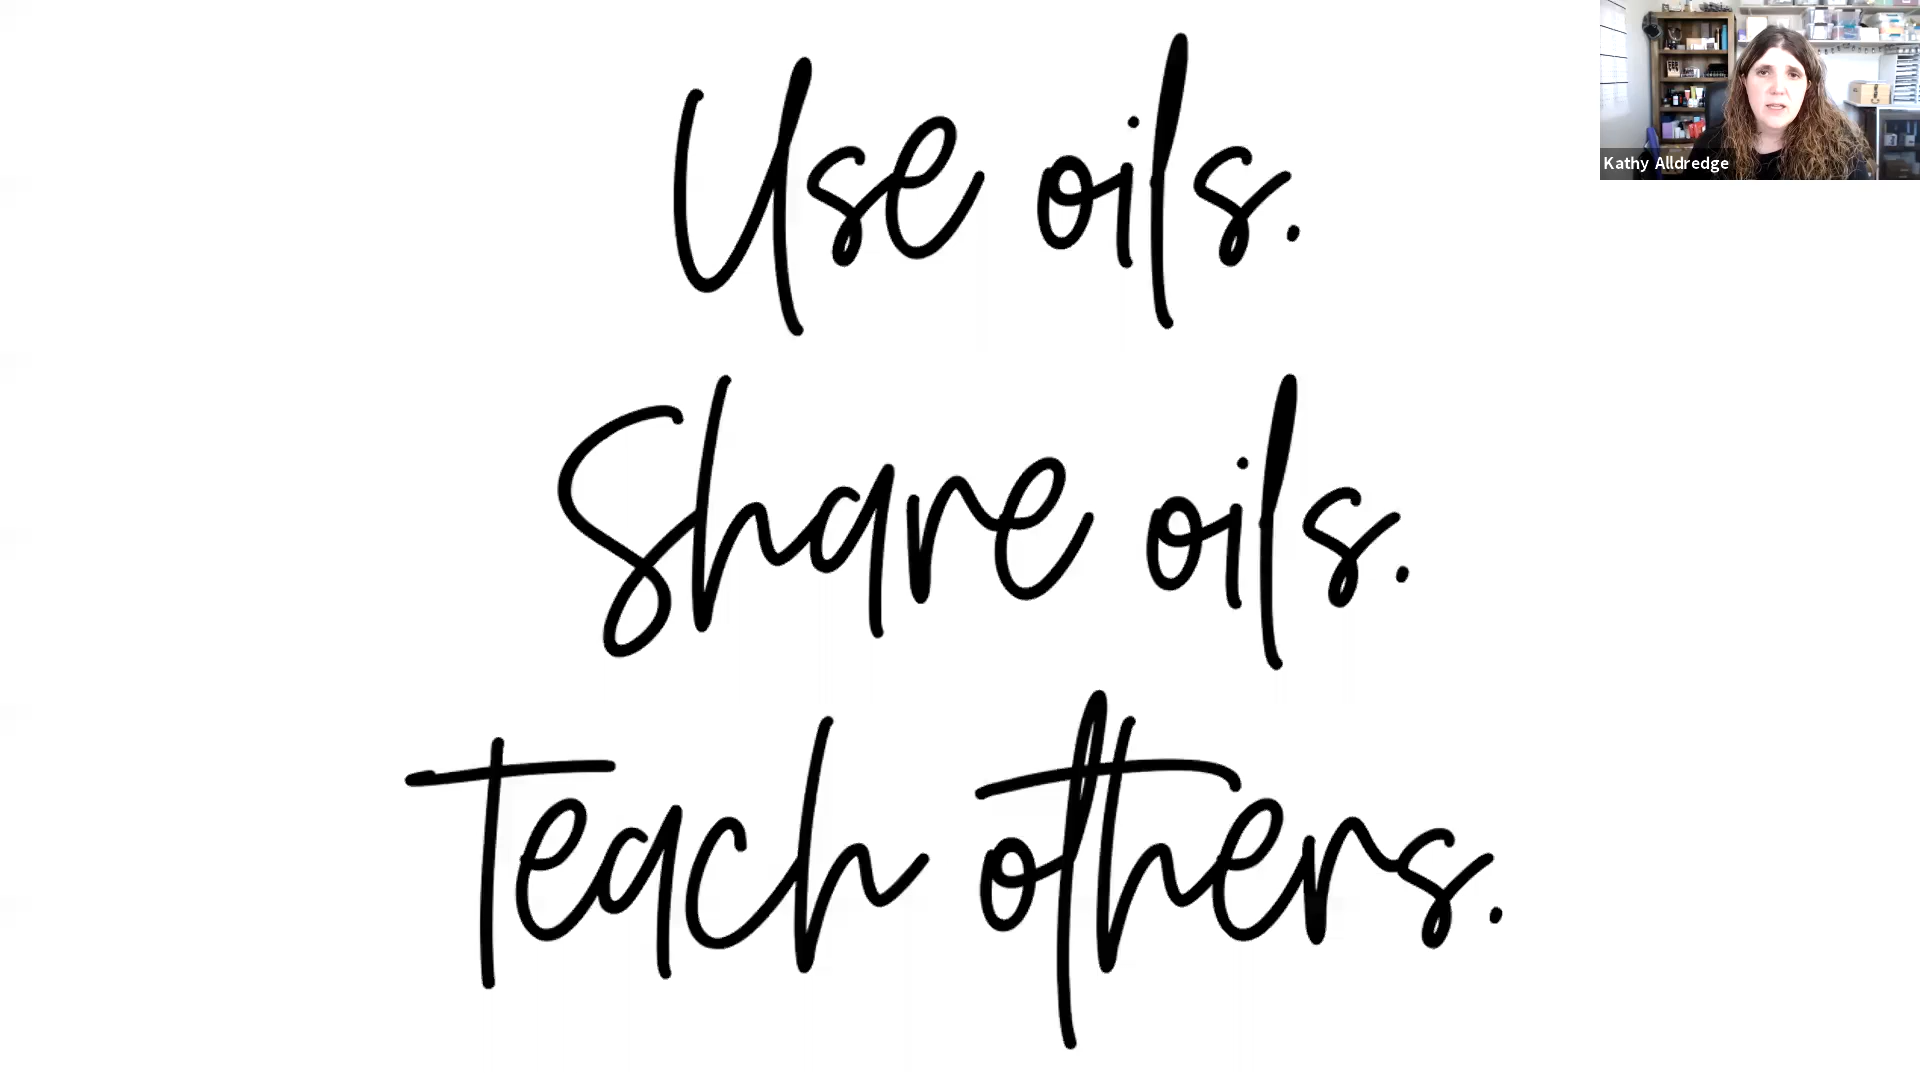 Use oils.
Kathy Alldredge
Share oils.
Teach others.